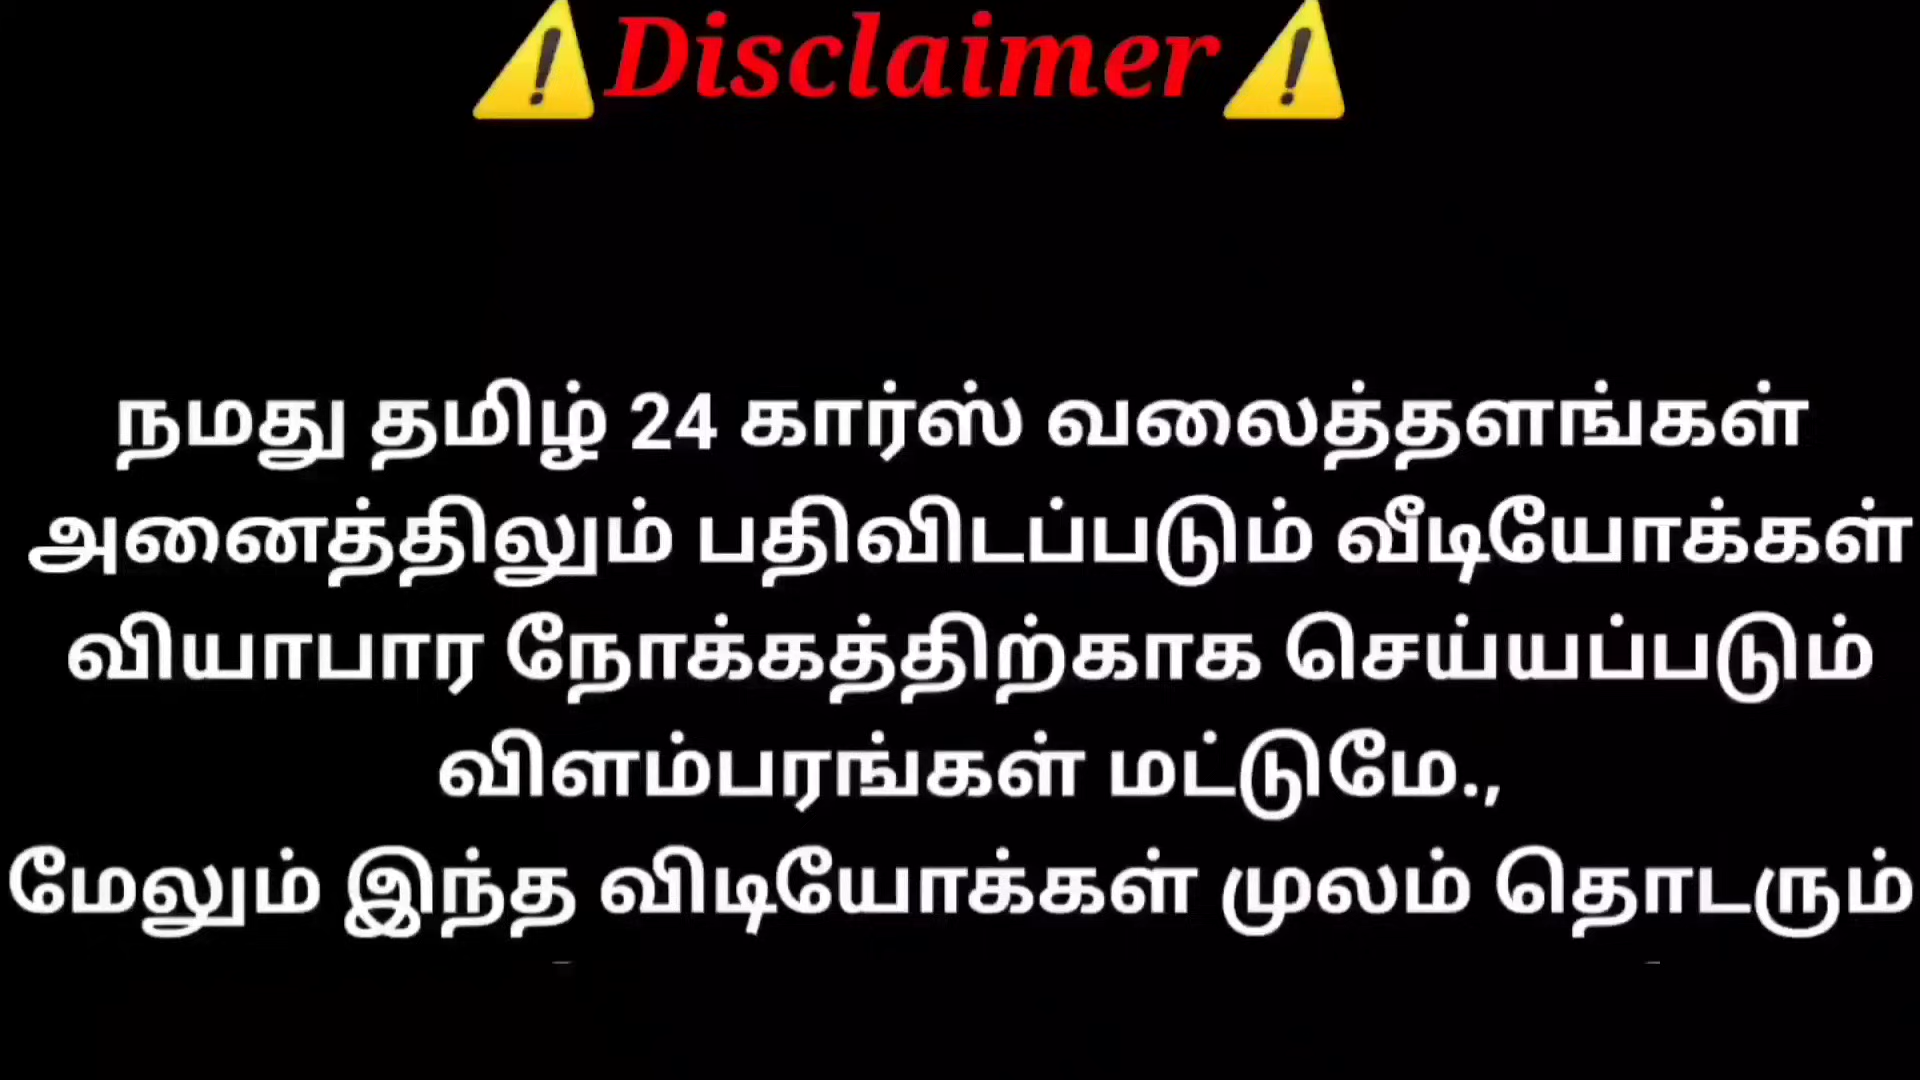 ⚠️Disclaimer⚠️
நமது தமிழ் 24 கார்ஸ் வலைத்தளங்கள்
அனைத்திலும் பதிவிடப்படும் வீடியோக்கள்
வியாபார நோக்கத்திற்காக செய்யப்படும்
விளம்பரங்கள் மட்டுமே.,
மேலும் இந்த விடியோக்கள் முலம் தொடரும்